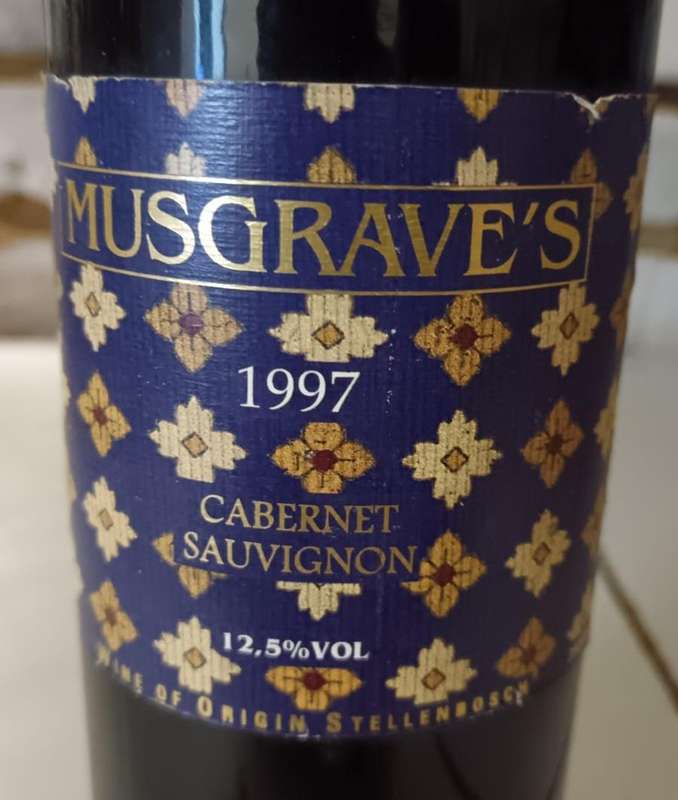 MUSGRAVE'S
1997
CABERNET
SAUVIGNON
12,5%VOL
WINE OF ORIGIN STELLENBOSCH